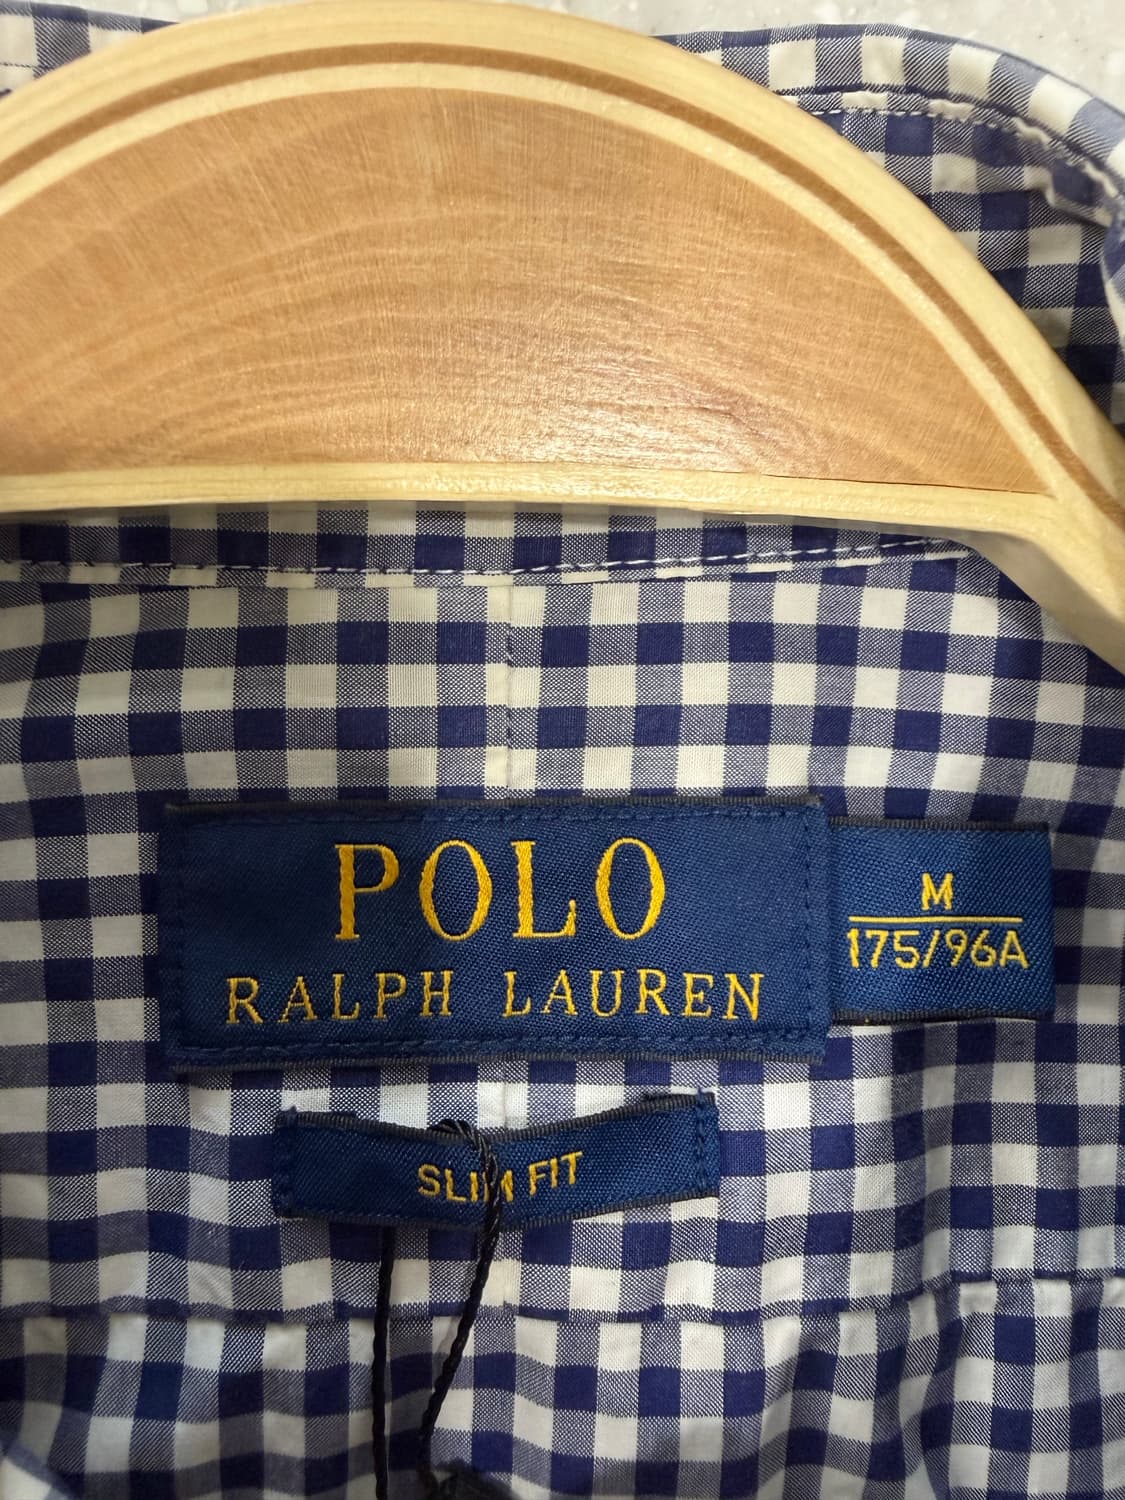 POLO
RALPH LAUREN
M
175/96A
SLIM FIT